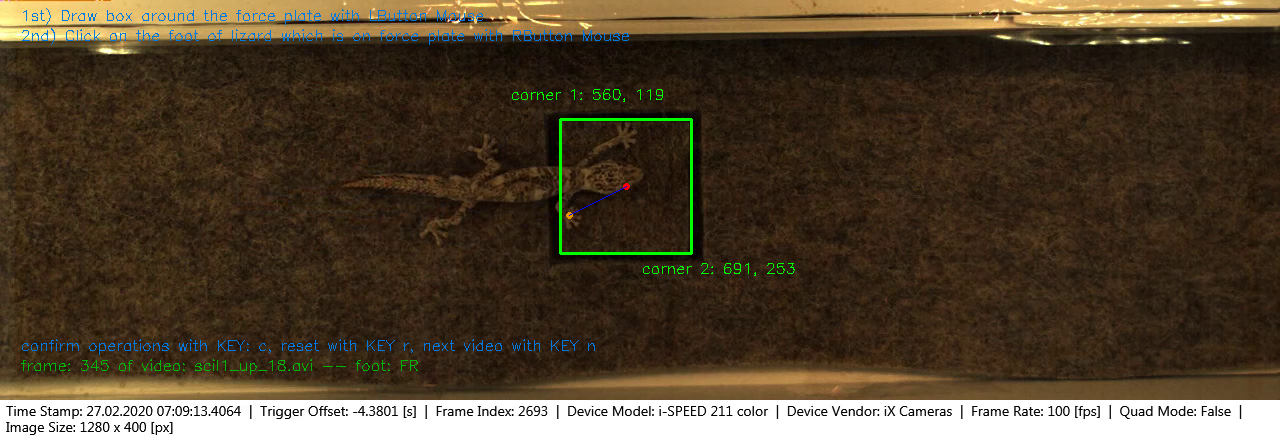 1st) Draw box around the force plate with LButton Mouse
2nd) Click on the foot of lizard which is on force plate with RButton Mouse
corner 1: 560, 119
corner 2: 691, 253
confirm operations with KEY: c, reset with KEY r, next video with KEY n
frame: 345 of video: scil1_up_18.avi -- foot: FR
Time Stamp: 27.02.2020 07:09:13.4064 | Trigger Offset: -4.3801 [s] | Frame Index: 2693 | Device Model: i-SPEED 211 color | Device Vendor: iX Cameras | Frame Rate: 100 [fps] | Quad Mode: False |
Image Size: 1280 x 400 [px]